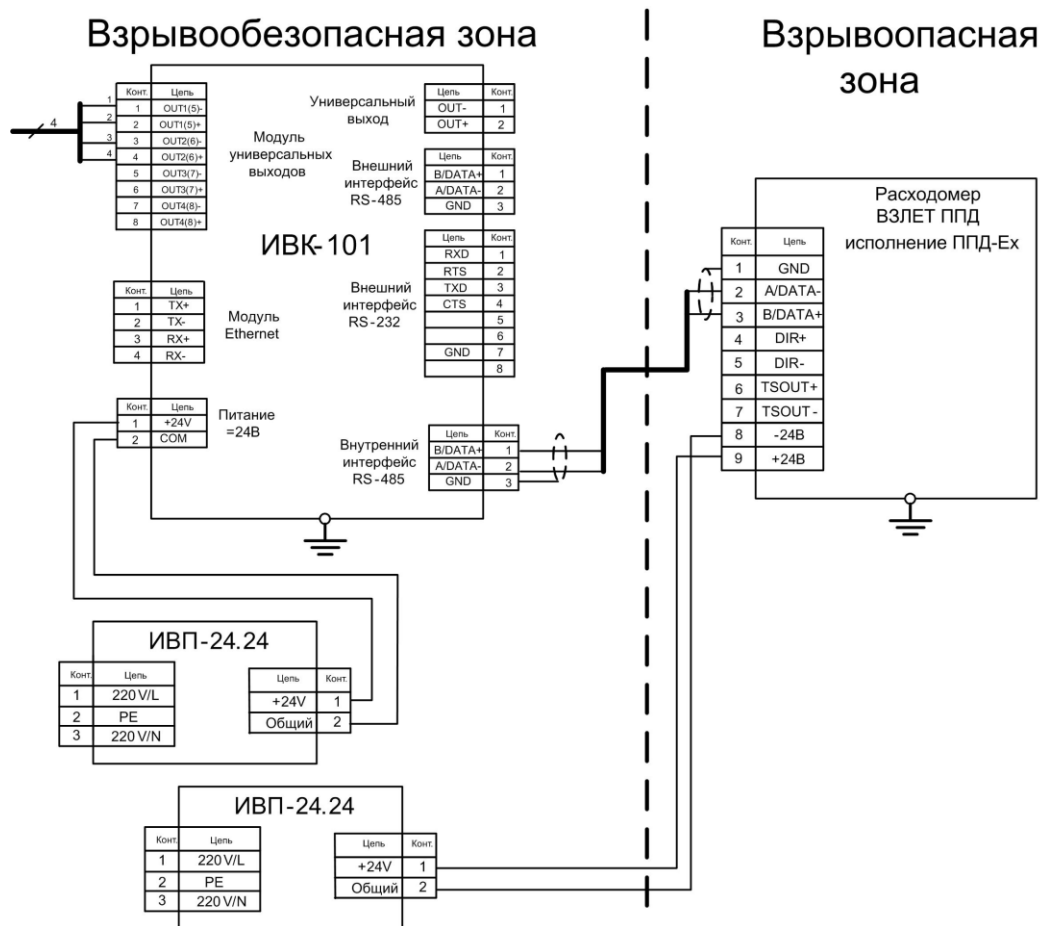 Взрывообезопасная зона
Взрывоопасная
зона
Конт. Цепь
1 OUT1(5)-
2 OUT1(5)+
3 OUT2(6)-
4 OUT2(6)+
5 OUT3(7)-
6 OUT3(7)+
7 OUT4(8)-
8 OUT4(8)+
1
2
3
4
4
Модуль
универсальных
выходов
Универсальный
выход
Цепь Конт.
OUT- 1
OUT+ 2
Внешний
интерфейс
RS-485
Цепь Конт.
B/DATA+ 1
A/DATA- 2
GND 3
ИВК-101
Внешний
интерфейс
RS-232
Цепь Конт.
RXD 1
RTS 2
TXD 3
CTS 4
5
6
GND 7
8
Конт. Цепь
1 TX+
2 TX-
3 RX+
4 RX-
Модуль
Ethernet
Конт. Цепь
1 +24V
2 COM
Питание
=24В
Внутренний
интерфейс
RS-485
Цепь Конт.
B/DATA+ 1
A/DATA- 2
GND 3
Расходомер
ВЗЛЕТ ППД
исполнение ППД-Ex
Конт. Цепь
1 GND
2 A/DATA-
3 B/DATA+
4 DIR+
5 DIR-
6 TSOUT+
7 TSOUT-
8 -24В
9 +24В
ИВП-24.24
Конт. Цепь
1 220 V/L
2 PE
3 220 V/N
Цепь Конт.
+24V 1
Общий 2
ИВП-24.24
Конт. Цепь
1 220 V/L
2 PE
3 220 V/N
Цепь Конт.
+24V 1
Общий 2